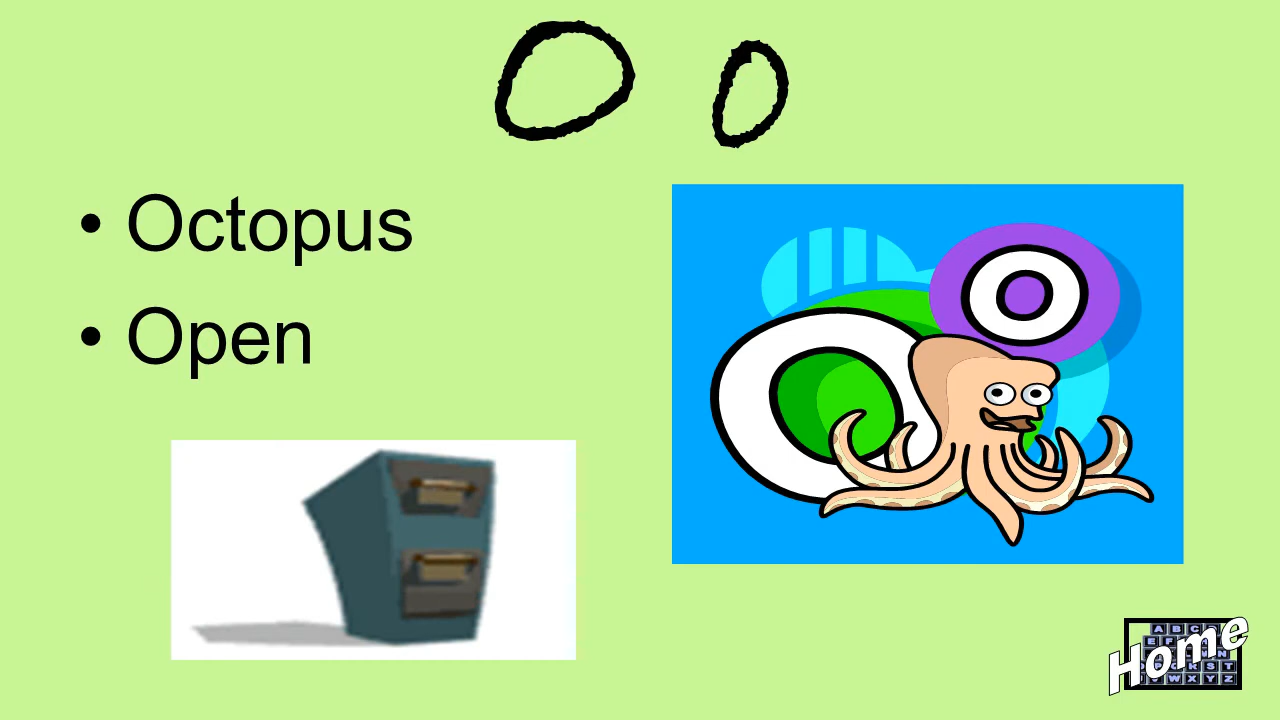 O o
• Octopus
• Open
O
O
Home